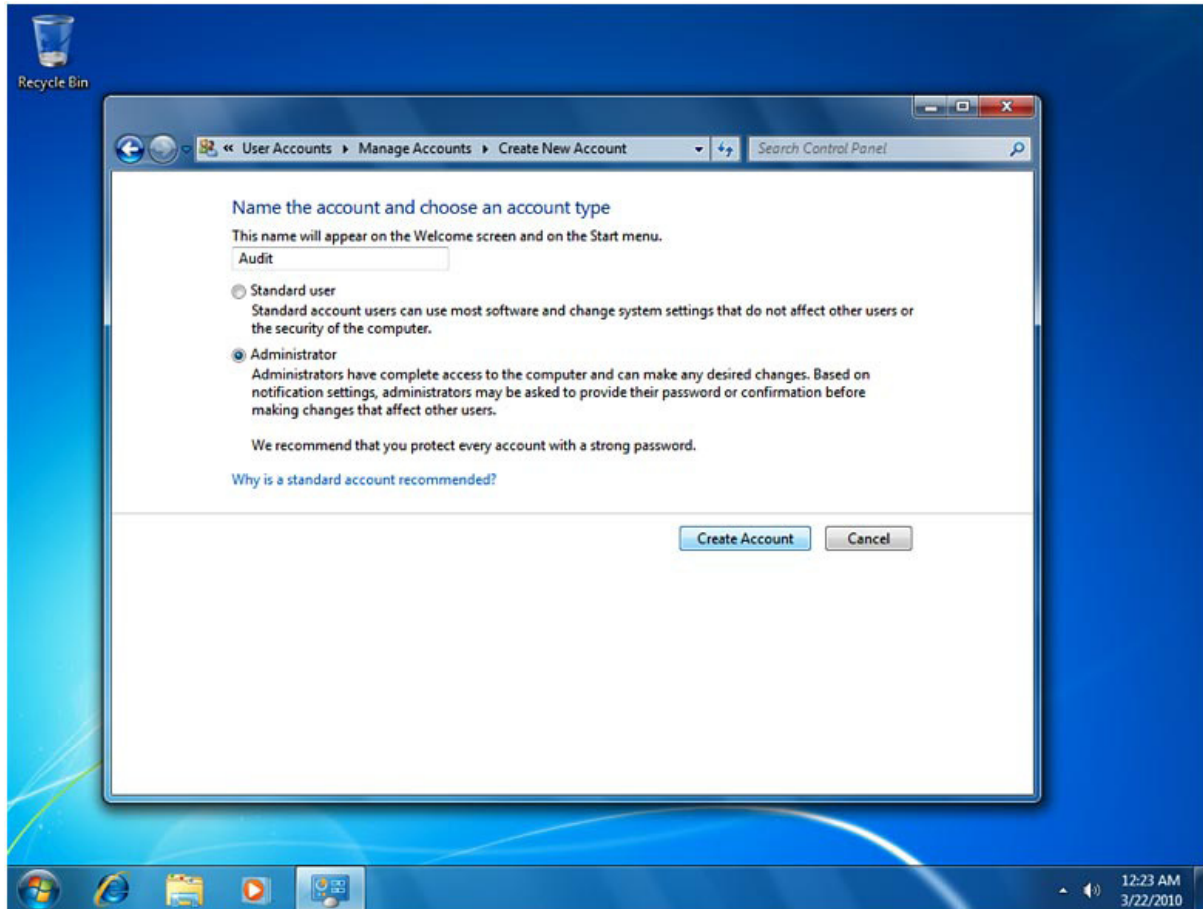 Recycle Bin
« User Accounts ▸ Manage Accounts ▸ Create New Account
Search Control Panel
Name the account and choose an account type
This name will appear on the Welcome screen and on the Start menu.
Audit
Standard user
Standard account users can use most software and change system settings that do not affect other users or
the security of the computer.
Administrator
Administrators have complete access to the computer and can make any desired changes. Based on
notification settings, administrators may be asked to provide their password or confirmation before
making changes that affect other users.
We recommend that you protect every account with a strong password.
Why is a standard account recommended?
Create Account
Cancel
12:23 AM
3/22/2010